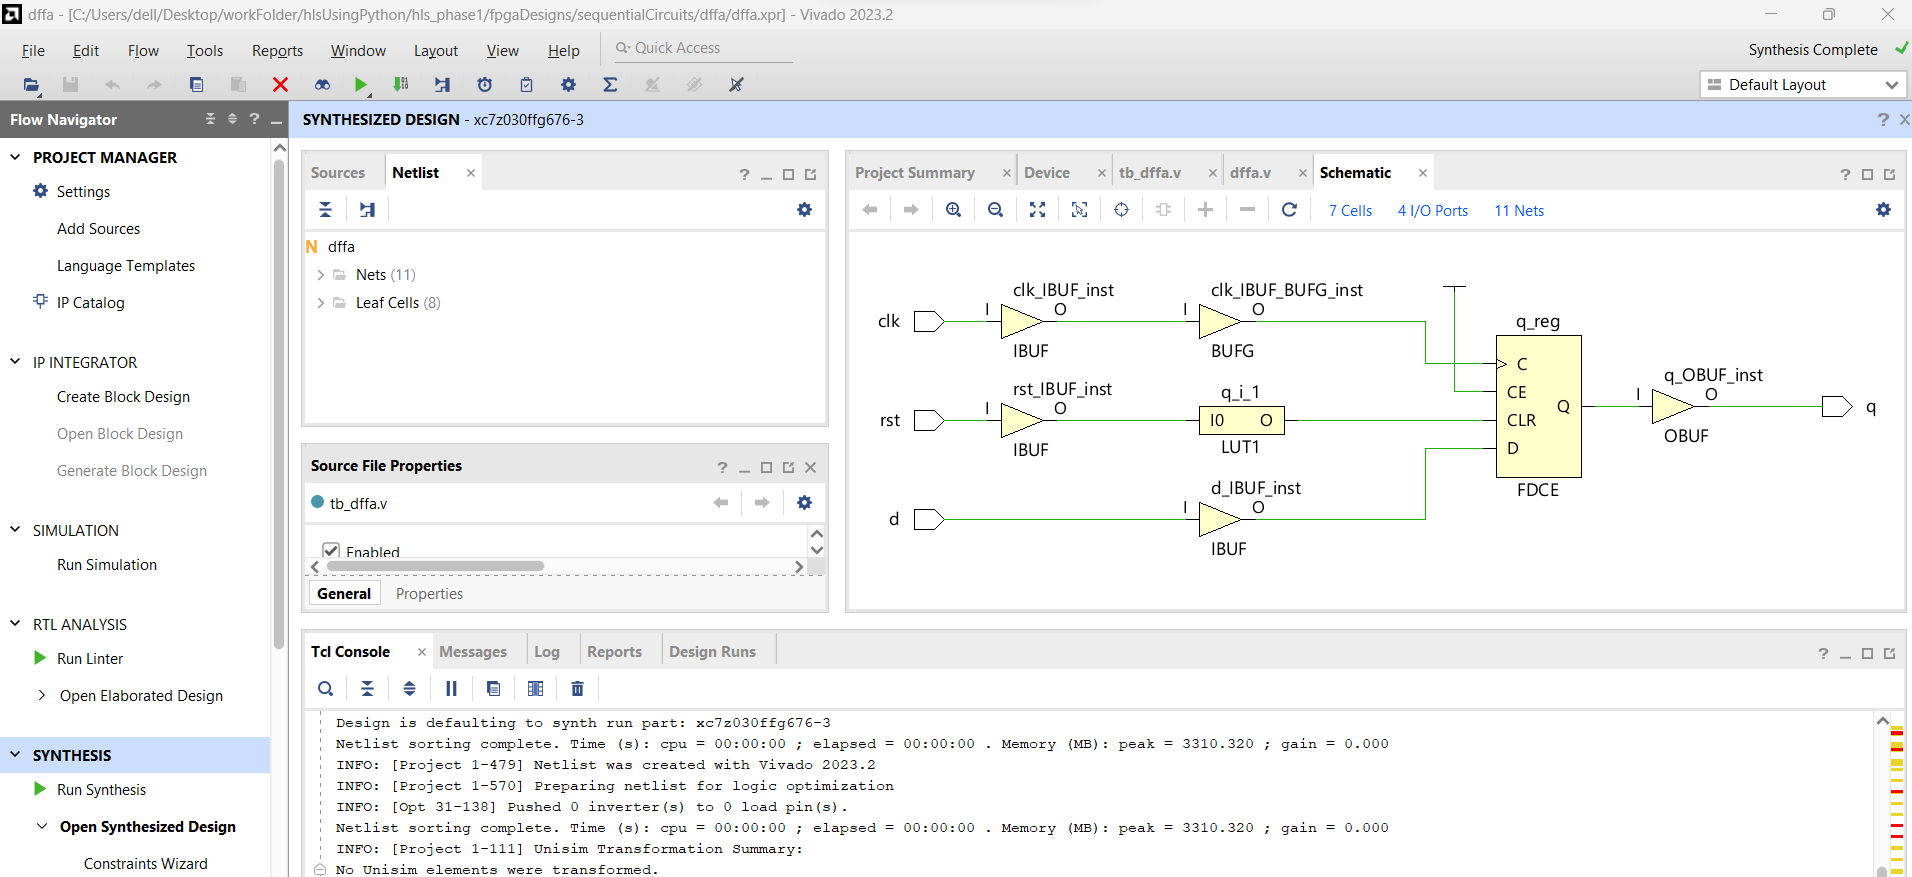 dffa - [C:/Users/dell/Desktop/workFolder/hlsUsingPython/hls_phase1/fpgaDesigns/sequentialCircuits/dffa/dffa.xpr] - Vivado 2023.2
File Edit Flow Tools Reports Window Layout View Help Quick Access
Synthesis Complete
Default Layout
Flow Navigator
SYNTHESIZED DESIGN - xc7z030ffg676-3
PROJECT MANAGER
Settings
Add Sources
Language Templates
IP Catalog
IP INTEGRATOR
Create Block Design
Open Block Design
Generate Block Design
SIMULATION
Run Simulation
RTL ANALYSIS
Run Linter
Open Elaborated Design
SYNTHESIS
Run Synthesis
Open Synthesized Design
Constraints Wizard
Sources Netlist
N dffa
Nets (11)
Leaf Cells (8)
Source File Properties
tb_dffa.v
Enabled
General Properties
Project Summary Device tb_dffa.v dffa.v Schematic
7 Cells 4 I/O Ports 11 Nets
clk_IBUF_inst clk_IBUF_BUFG_inst
I O I O
clk
IBUF BUFG
q_reg
C
CE
CLR
D
Q
FDCE
rst_IBUF_inst q_i_1
I O
rst
I0 O
IBUF LUT1
d_IBUF_inst
I O
d
IBUF
q_OBUF_inst
I O
q
OBUF
Tcl Console Messages Log Reports Design Runs
Design is defaulting to synth run part: xc7z030ffg676-3
Netlist sorting complete. Time (s): cpu = 00:00:00 ; elapsed = 00:00:00 . Memory (MB): peak = 3310.320 ; gain = 0.000
INFO: [Project 1-479] Netlist was created with Vivado 2023.2
INFO: [Project 1-570] Preparing netlist for logic optimization
INFO: [Opt 31-138] Pushed 0 inverter(s) to 0 load pin(s).
Netlist sorting complete. Time (s): cpu = 00:00:00 ; elapsed = 00:00:00 . Memory (MB): peak = 3310.320 ; gain = 0.000
INFO: [Project 1-111] Unisim Transformation Summary:
No Unisim elements were transformed.